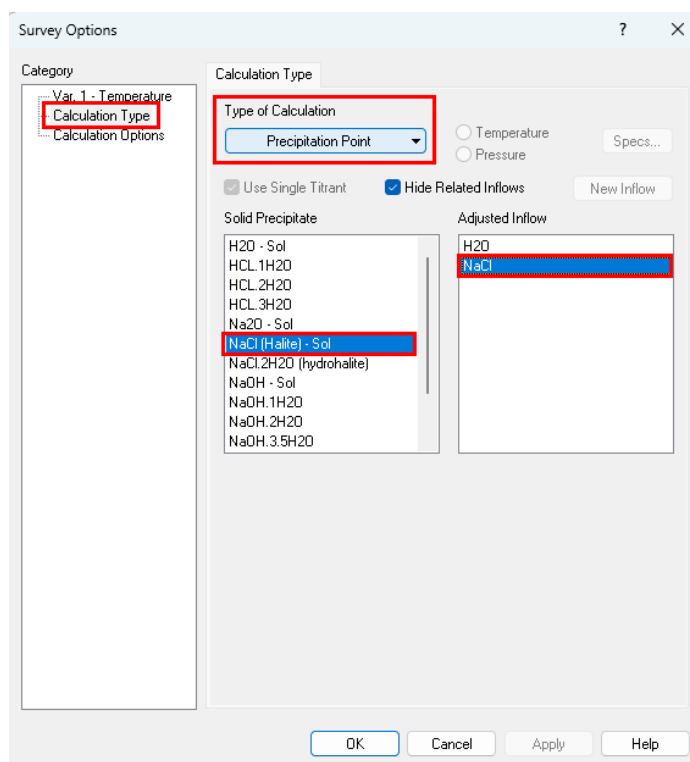 Survey Options ? X
Category
Var. 1 - Temperature
Calculation Type
Calculation Options
Calculation Type
Type of Calculation
Precipitation Point
Temperature
Pressure
Specs...
Use Single Titrant
Hide Related Inflows
New Inflow
Solid Precipitate
H2O - Sol
HCL.1H2O
HCL.2H2O
HCL.3H2O
Na2O - Sol
NaCl (Halite) - Sol
NaCl.2H2O (hydrohalite)
NaOH - Sol
NaOH.1H2O
NaOH.2H2O
NaOH.3.5H2O
Adjusted Inflow
H2O
NaCl
OK
Cancel
Apply
Help